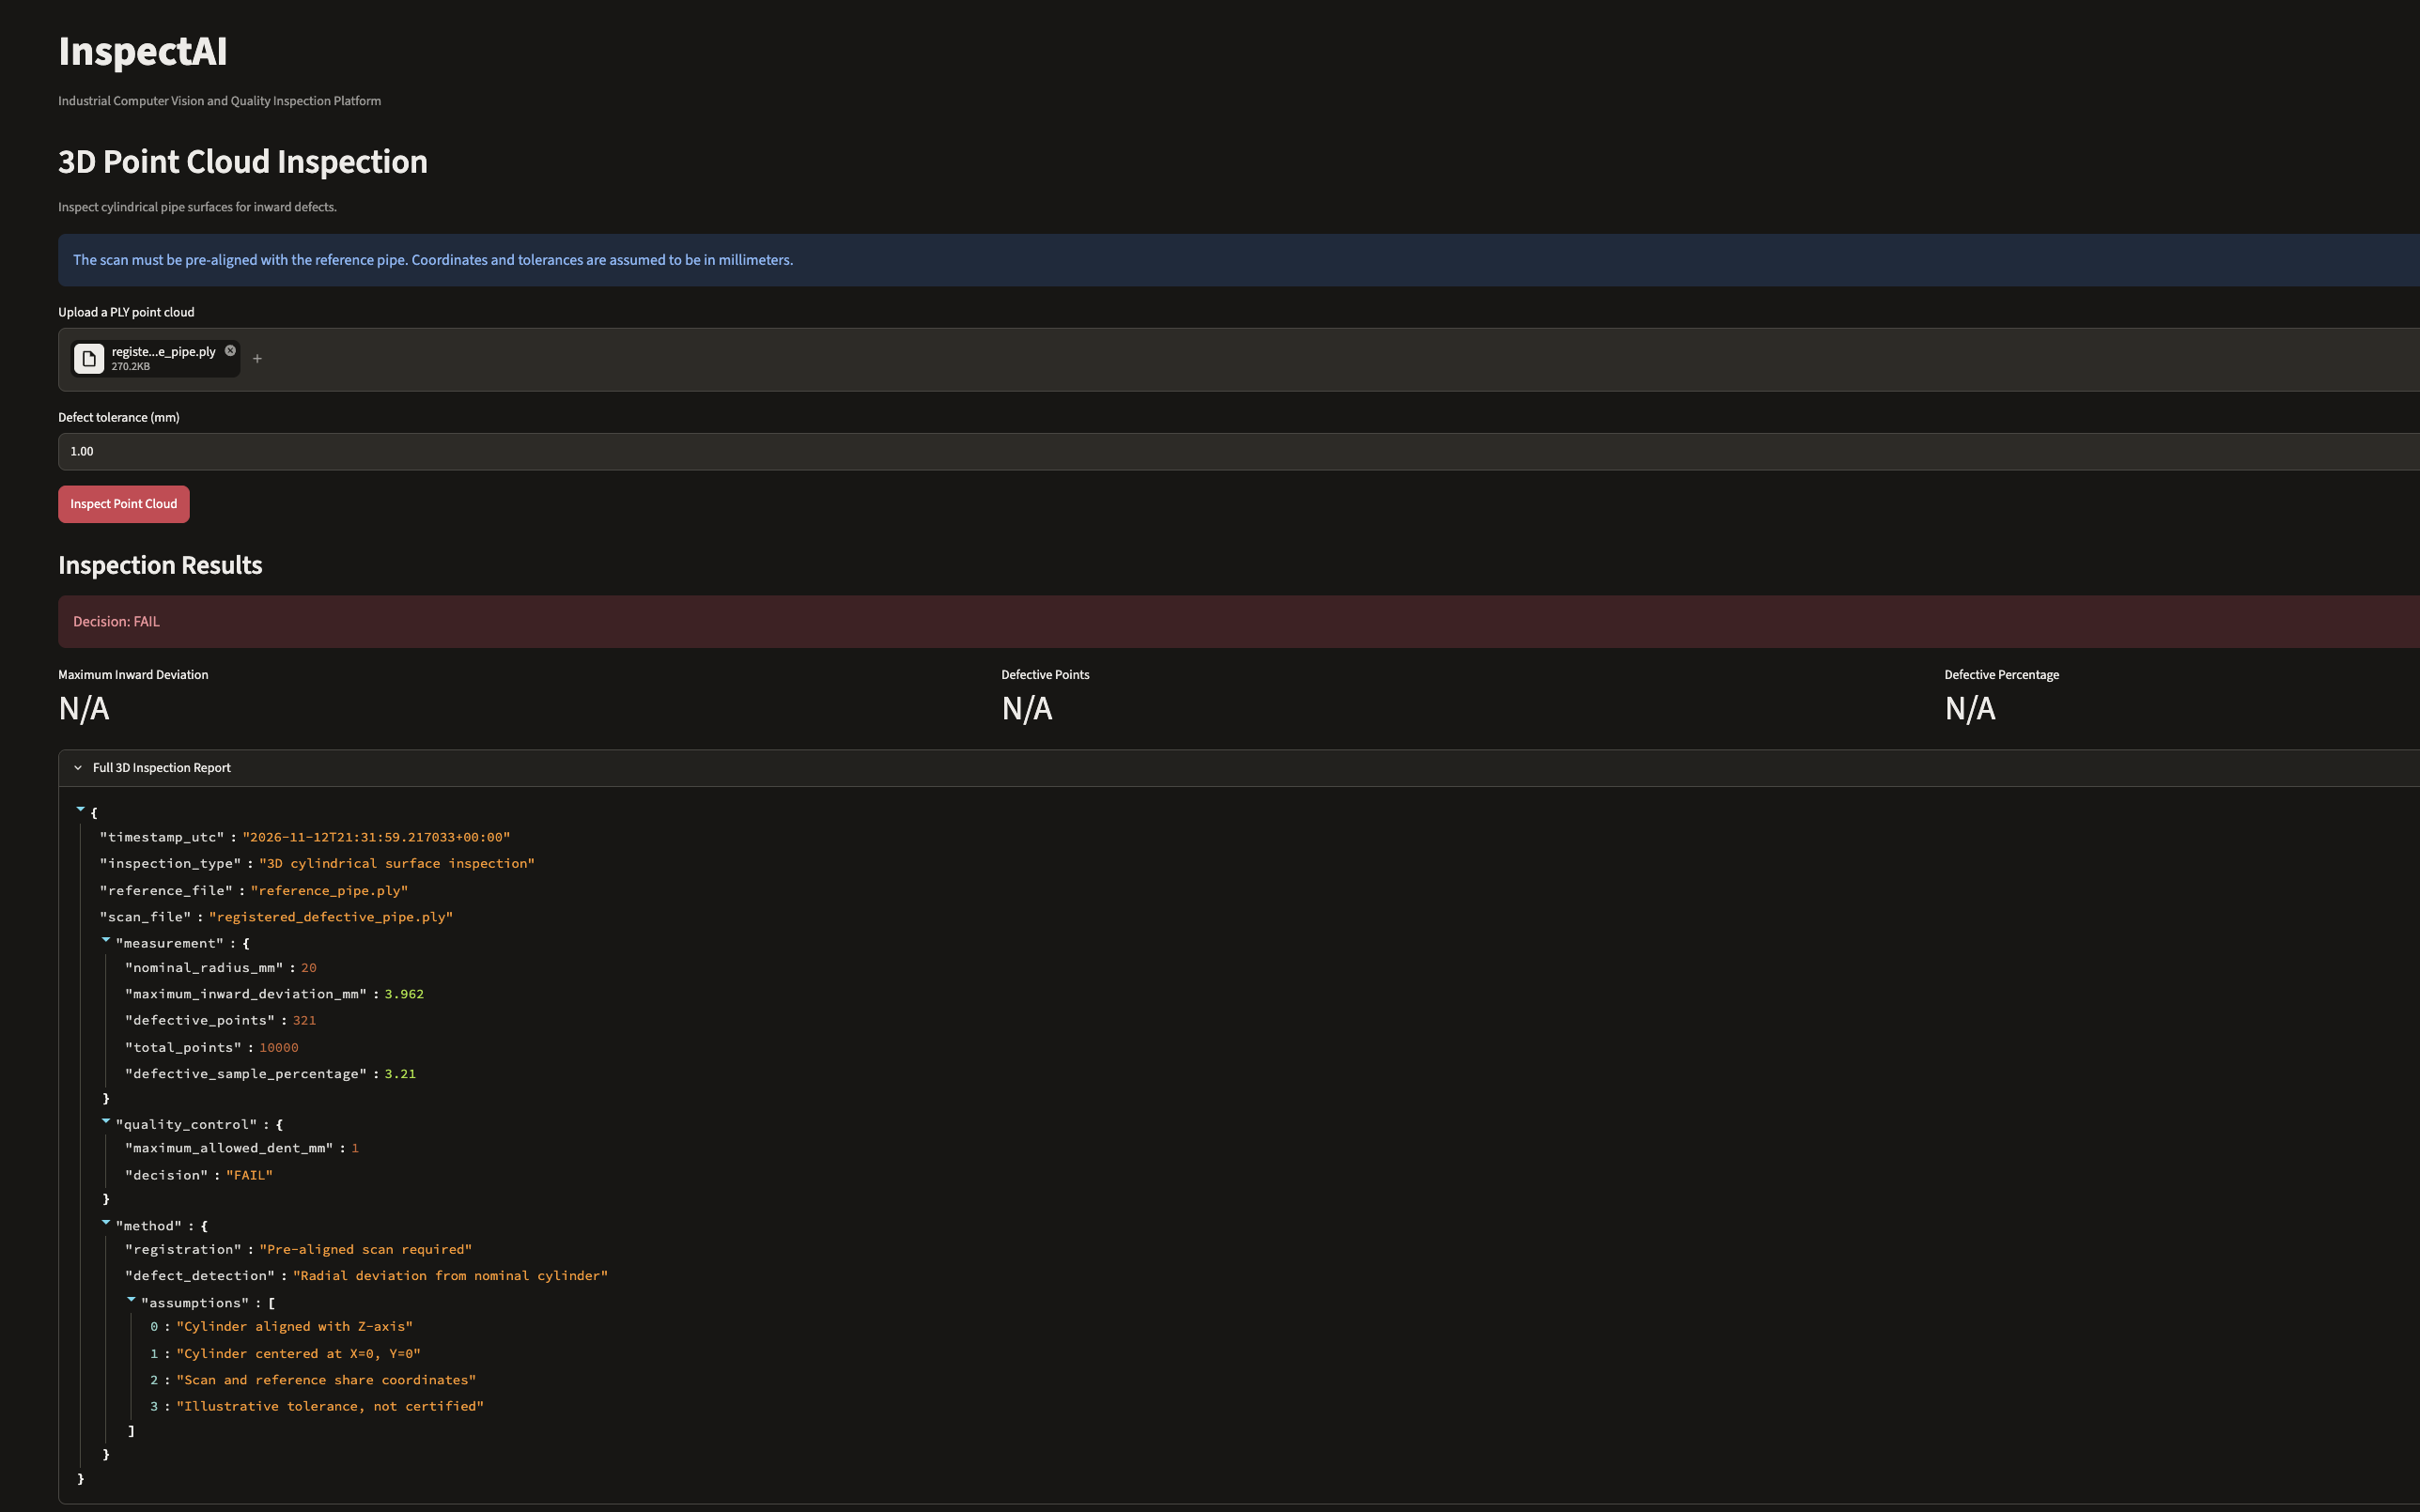 InspectAI
Industrial Computer Vision and Quality Inspection Platform
3D Point Cloud Inspection
Inspect cylindrical pipe surfaces for inward defects.
The scan must be pre-aligned with the reference pipe. Coordinates and tolerances are assumed to be in millimeters.
Upload a PLY point cloud
registe...e_pipe.ply
270.2KB
Defect tolerance (mm)
1.00
Inspect Point Cloud
Inspection Results
Decision: FAIL
Maximum Inward Deviation Defective Points Defective Percentage
N/A N/A N/A
Full 3D Inspection Report
{
"timestamp_utc" : "2026-11-12T21:31:59.217033+00:00"
"inspection_type" : "3D cylindrical surface inspection"
"reference_file" : "reference_pipe.ply"
"scan_file" : "registered_defective_pipe.ply"
"measurement" : {
"nominal_radius_mm" : 20
"maximum_inward_deviation_mm" : 3.962
"defective_points" : 321
"total_points" : 10000
"defective_sample_percentage" : 3.21
}
"quality_control" : {
"maximum_allowed_dent_mm" : 1
"decision" : "FAIL"
}
"method" : {
"registration" : "Pre-aligned scan required"
"defect_detection" : "Radial deviation from nominal cylinder"
"assumptions" : [
0 : "Cylinder aligned with Z-axis"
1 : "Cylinder centered at X=0, Y=0"
2 : "Scan and reference share coordinates"
3 : "Illustrative tolerance, not certified"
]
}
}